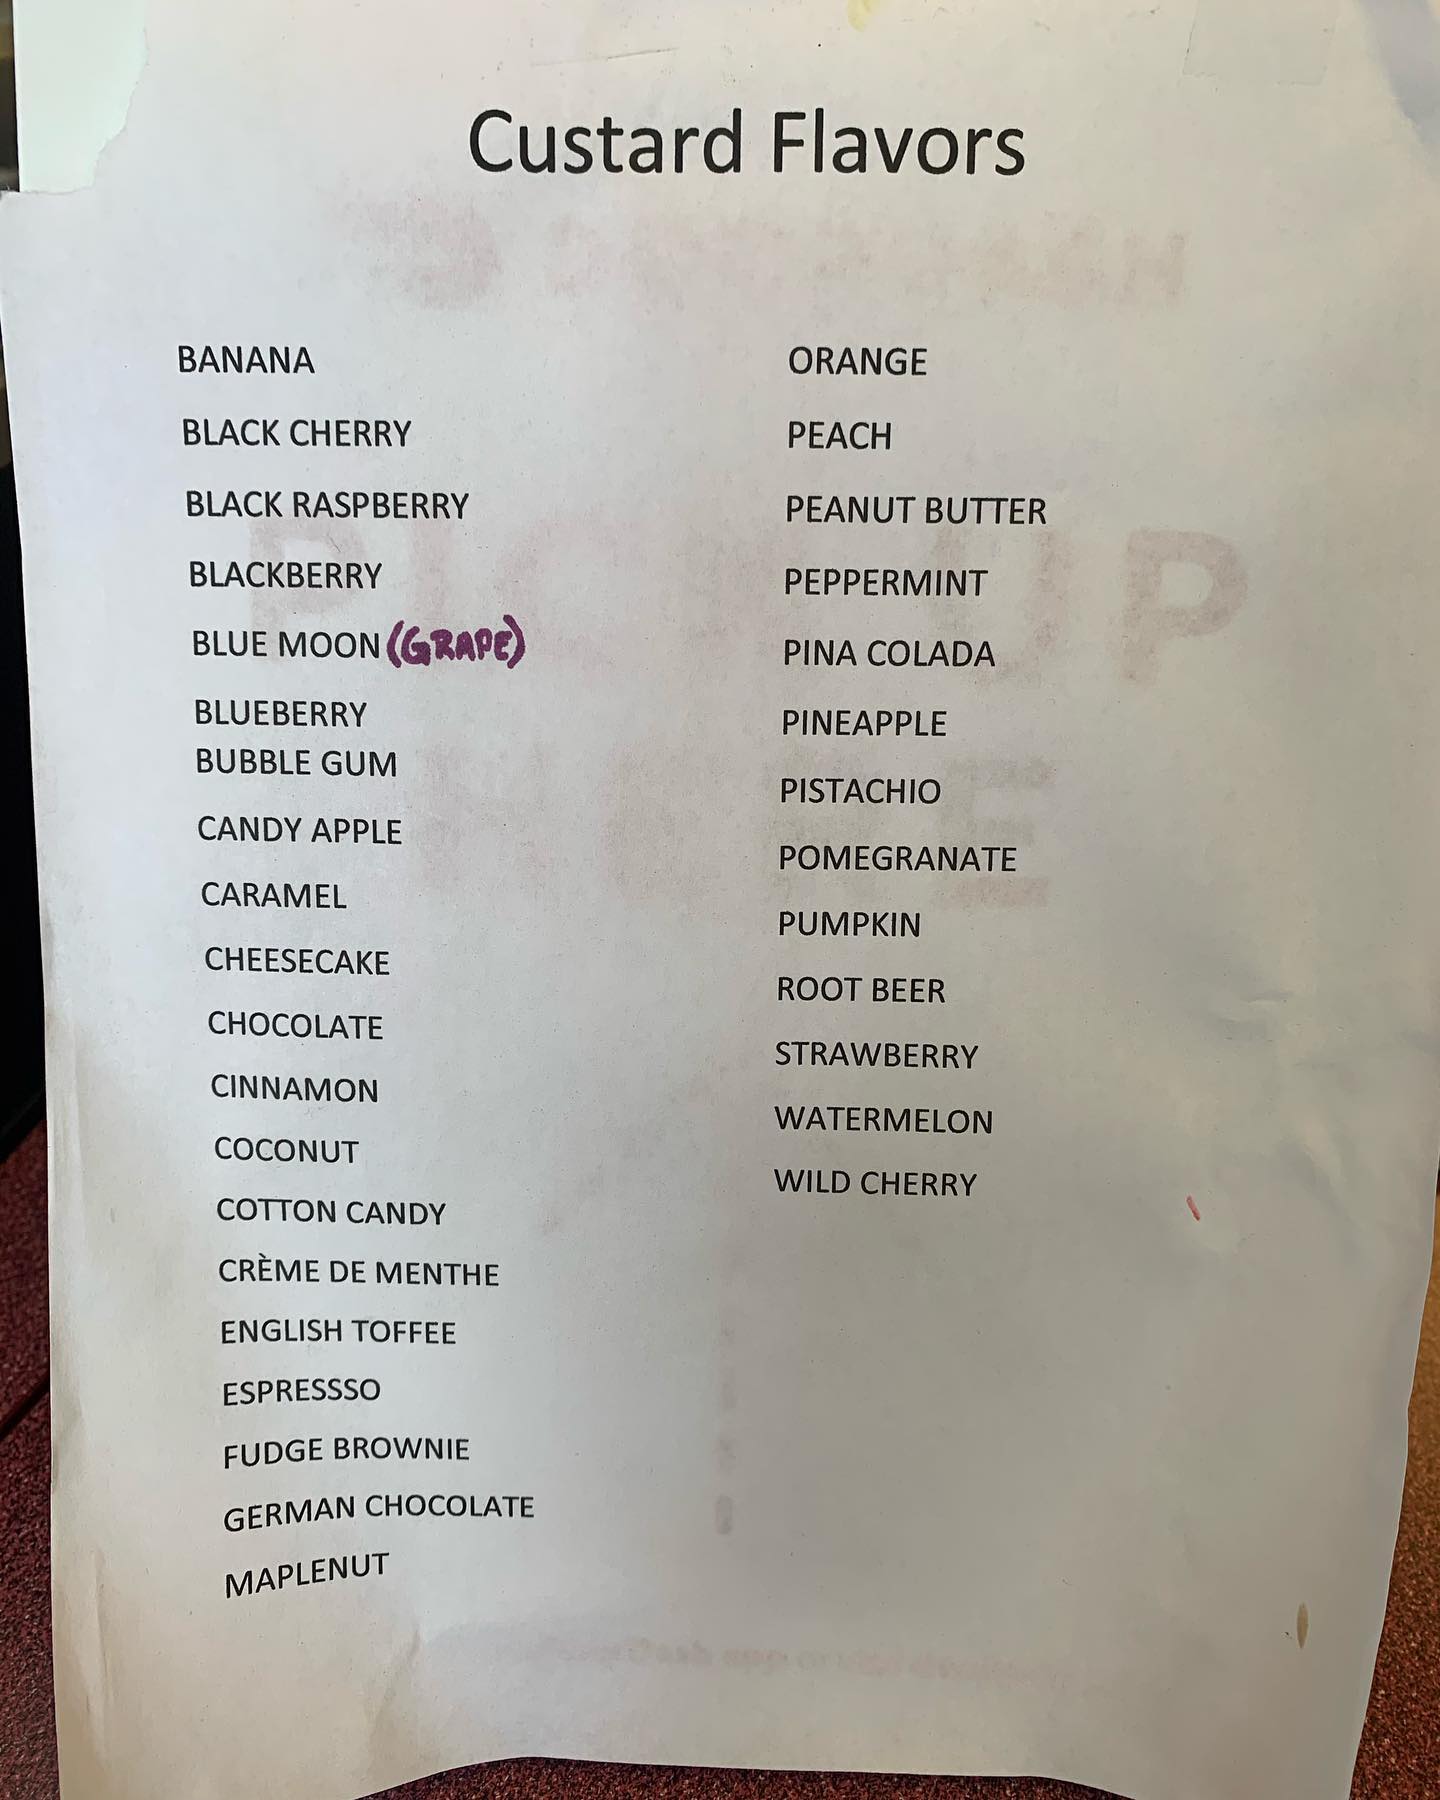 Custard Flavors
BANANA
BLACK CHERRY
BLACK RASPBERRY
BLACKBERRY
BLUE MOON (GRAPE)
BLUEBERRY
BUBBLE GUM
CANDY APPLE
CARAMEL
CHEESECAKE
CHOCOLATE
CINNAMON
COCONUT
COTTON CANDY
CRÈME DE MENTHE
ENGLISH TOFFEE
ESPRESSSO
FUDGE BROWNIE
GERMAN CHOCOLATE
MAPLENUT
ORANGE
PEACH
PEANUT BUTTER
PEPPERMINT
PINA COLADA
PINEAPPLE
PISTACHIO
POMEGRANATE
PUMPKIN
ROOT BEER
STRAWBERRY
WATERMELON
WILD CHERRY